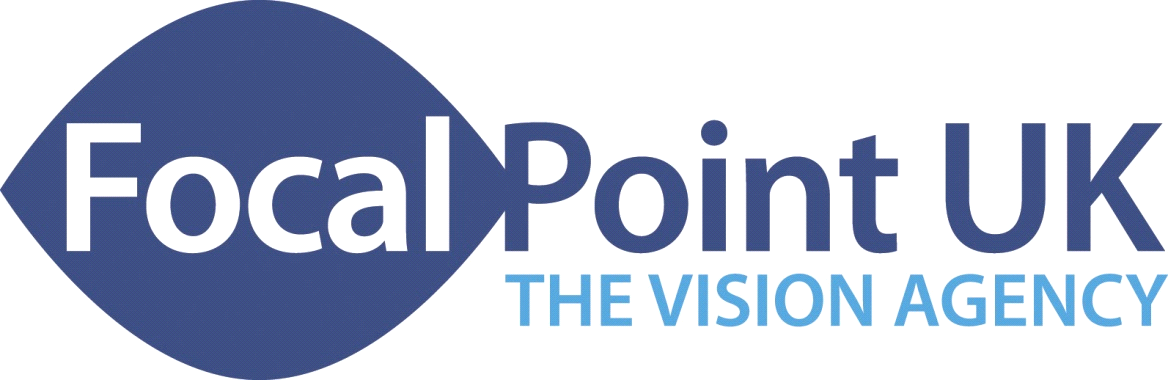 Focal Point UK
THE VISION AGENCY